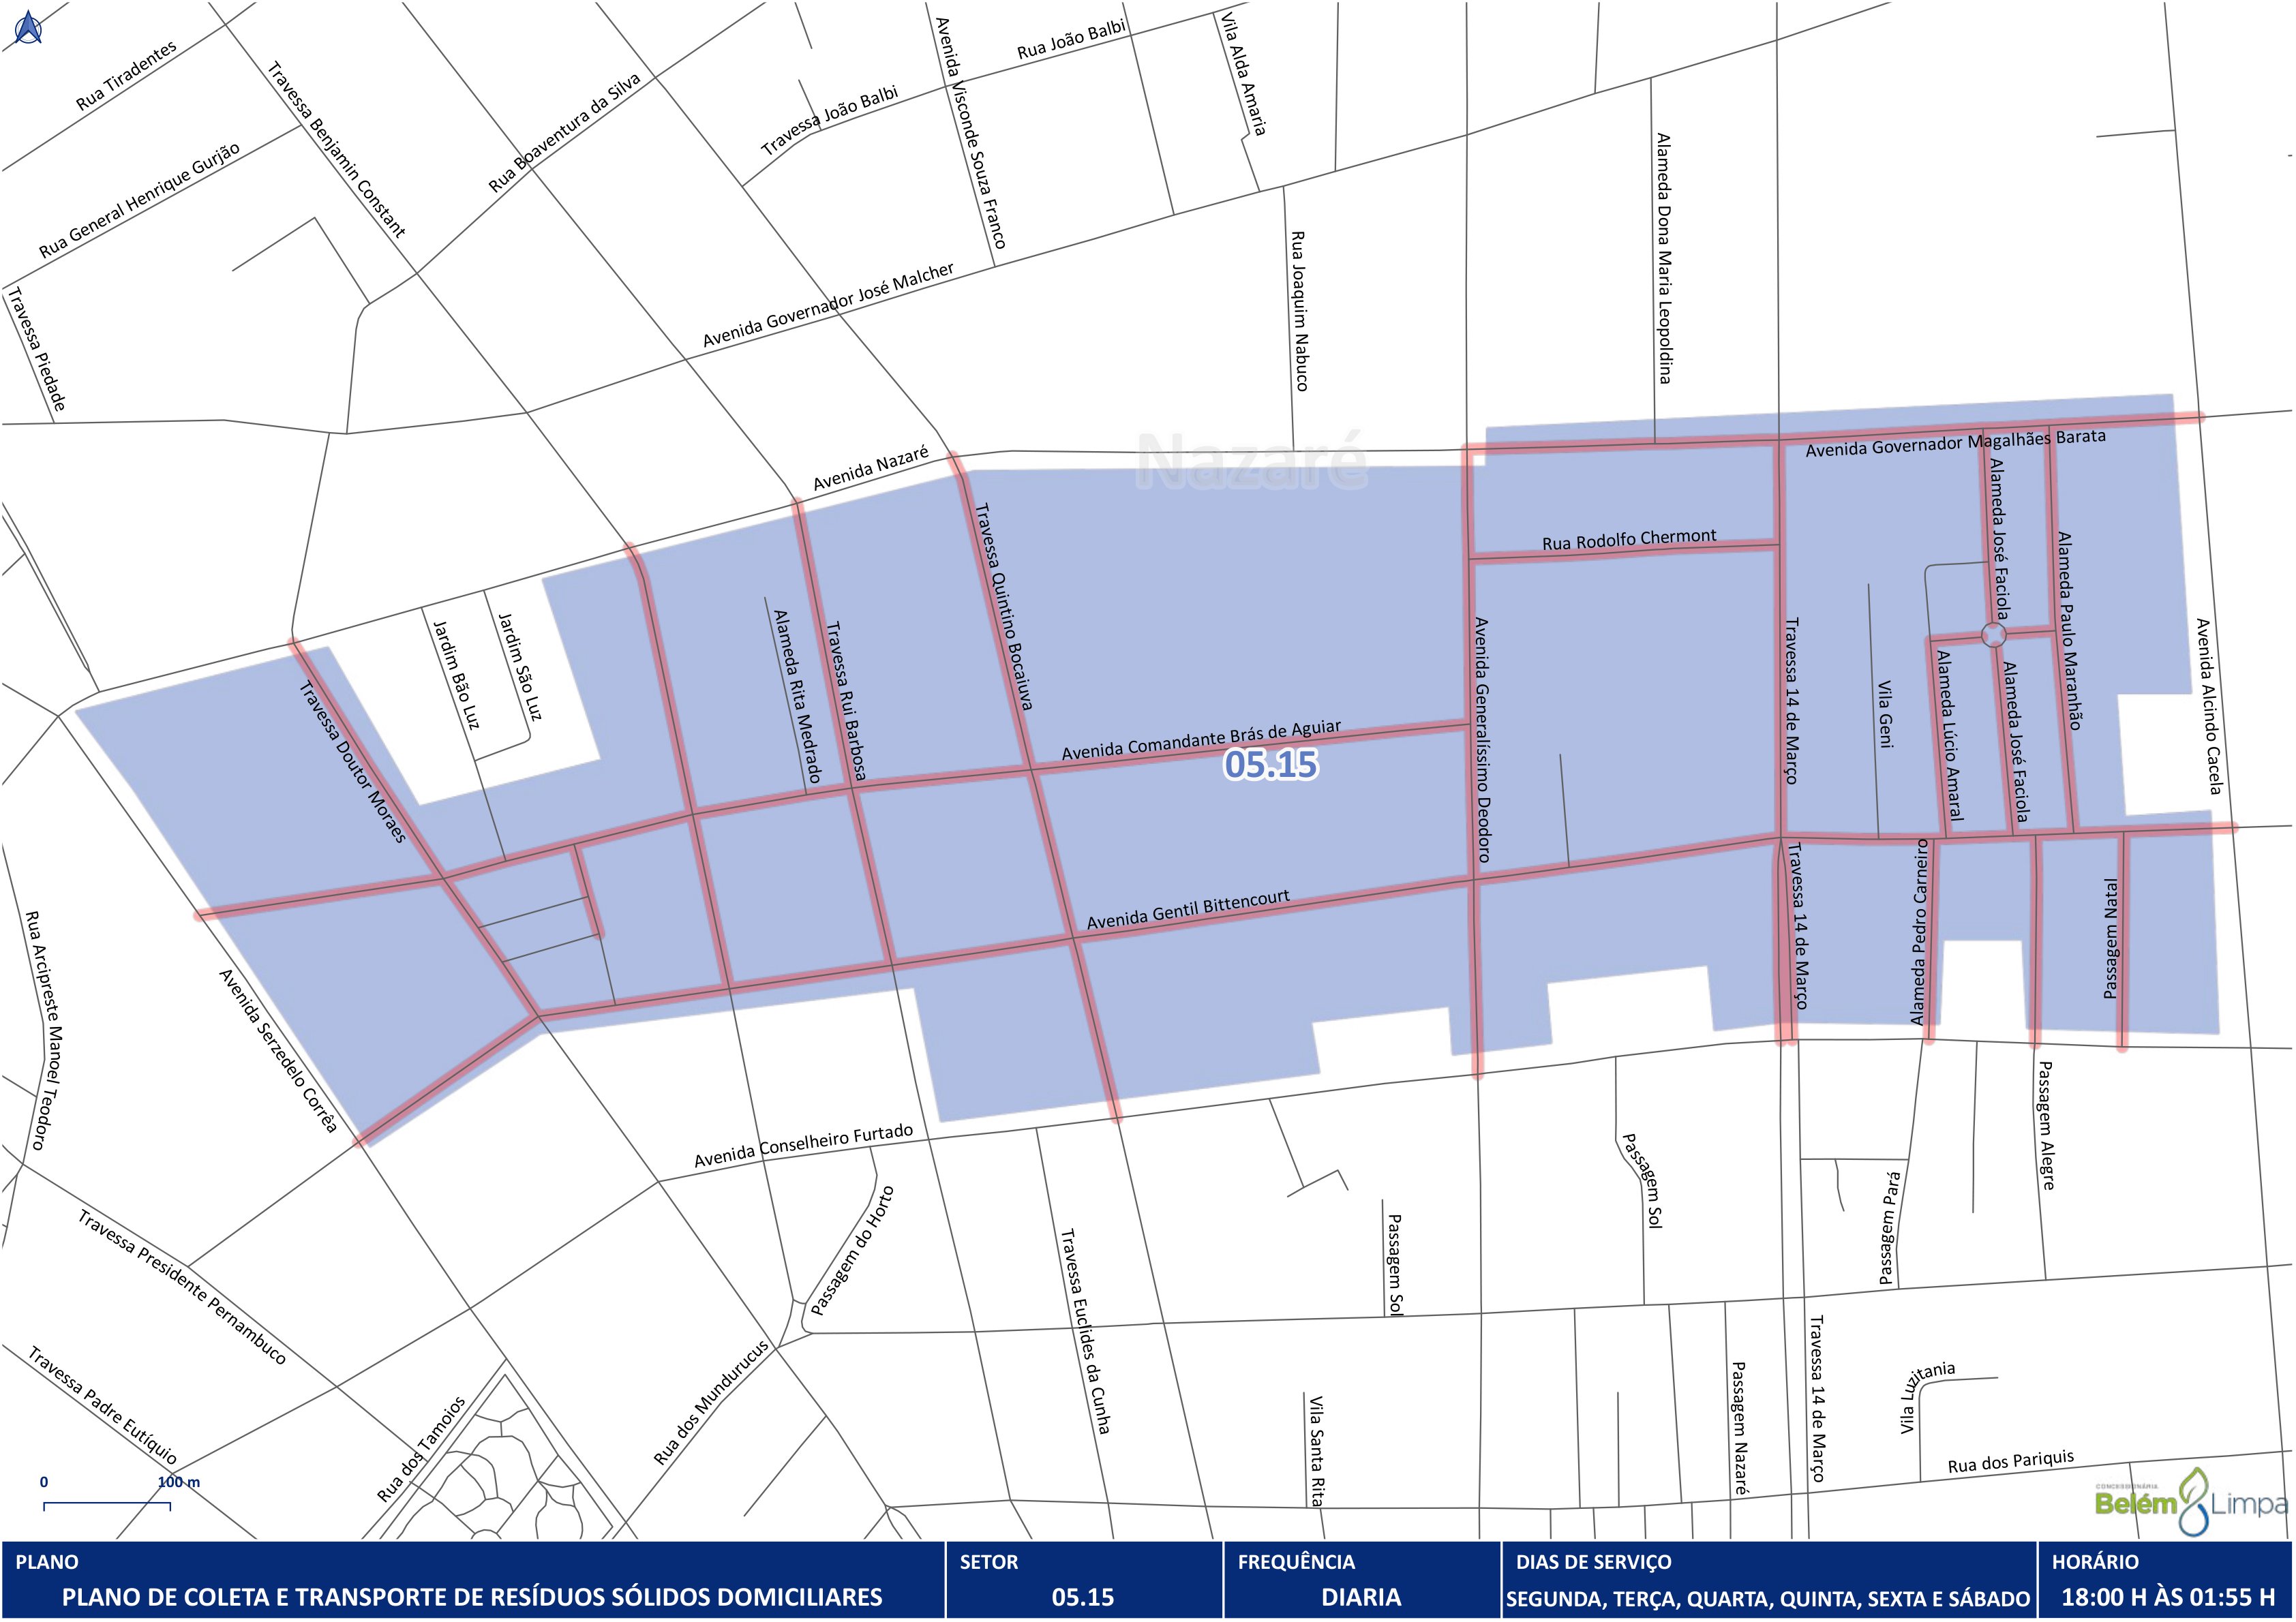 Rua Tiradentes
Travessa Benjamin Constant
Rua Boaventura da Silva
Travessa João Balbi
Avenida Visconde Souza Franco
Rua João Balbi
Vila Alda Amaria
Rua General Henrique Gurjão
Travessa Piedade
Avenida Governador José Malcher
Rua Joaquim Nabuco
Alameda Dona Maria Leopoldina
Avenida Nazaré
Nazaré
Avenida Governador Magalhães Barata
Rua Rodolfo Chermont
Alameda José Faciola
Alameda Paulo Maranhão
Avenida Alcindo Cacela
Jardim Bão Luz
Jardim São Luz
Travessa Doutor Moraes
Alameda Rita Medrado
Travessa Rui Barbosa
Travessa Quintino Bocaiuva
Avenida Comandante Brás de Aguiar
05.15
Avenida Generalíssimo Deodoro
Travessa 14 de Março
Vila Geni
Alameda Lúcio Amaral
Alameda José Faciola
Avenida Gentil Bittencourt
Travessa 14 de Março
Alameda Pedro Carneiro
Passagem Natal
Rua Arcipreste Manoel Teodoro
Avenida Serzedelo Corrêa
Avenida Conselheiro Furtado
Passagem do Horto
Travessa Euclides da Cunha
Passagem Sol
Passagem Sol
Passagem Pará
Passagem Alegre
Travessa Presidente Pernambuco
Travessa Padre Eutíquio
Rua dos Tamoios
Rua dos Mundurucus
Vila Santa Rita
Passagem Nazaré
Travessa 14 de Março
Vila Luzitania
Rua dos Pariquis
0 100 m
CONCESSIONÁRIA
Belém Limpa
PLANO
PLANO DE COLETA E TRANSPORTE DE RESÍDUOS SÓLIDOS DOMICILIARES
SETOR
05.15
FREQUÊNCIA
DIARIA
DIAS DE SERVIÇO
SEGUNDA, TERÇA, QUARTA, QUINTA, SEXTA E SÁBADO
HORÁRIO
18:00 H ÀS 01:55 H